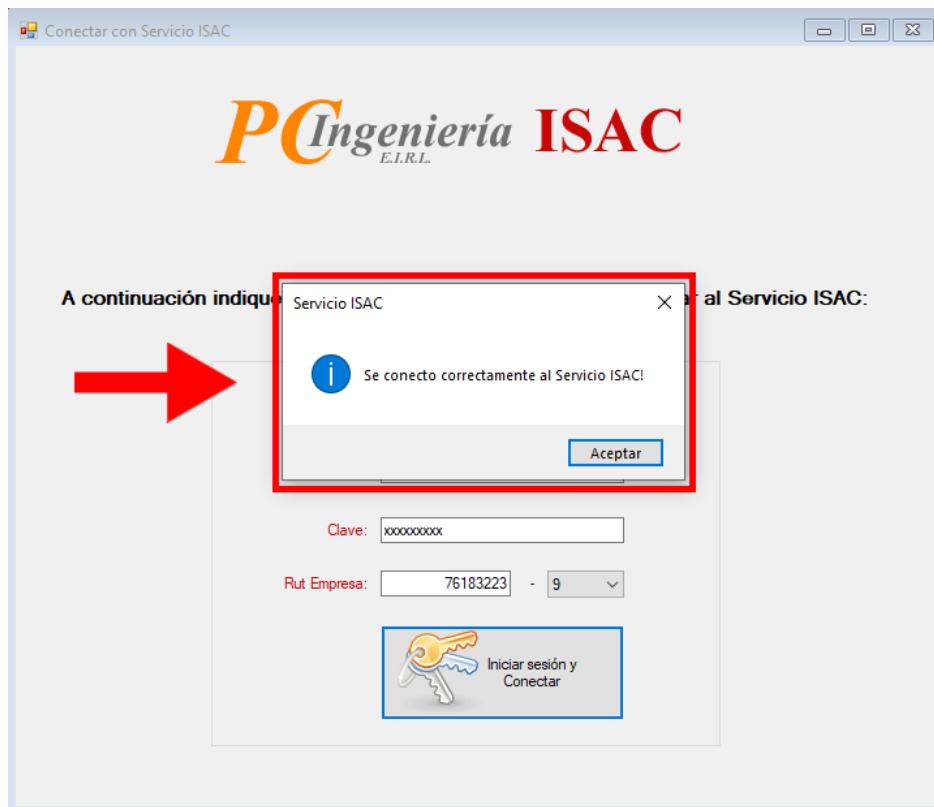 Conectar con Servicio ISAC
PC Ingeniería ISAC
E.I.R.L.
A continuación indique ar al Servicio ISAC:
Servicio ISAC
Se conecto correctamente al Servicio ISAC!
Aceptar
Clave: xxxxxxxxx
Rut Empresa: 76183223 - 9
Iniciar sesión y
Conectar